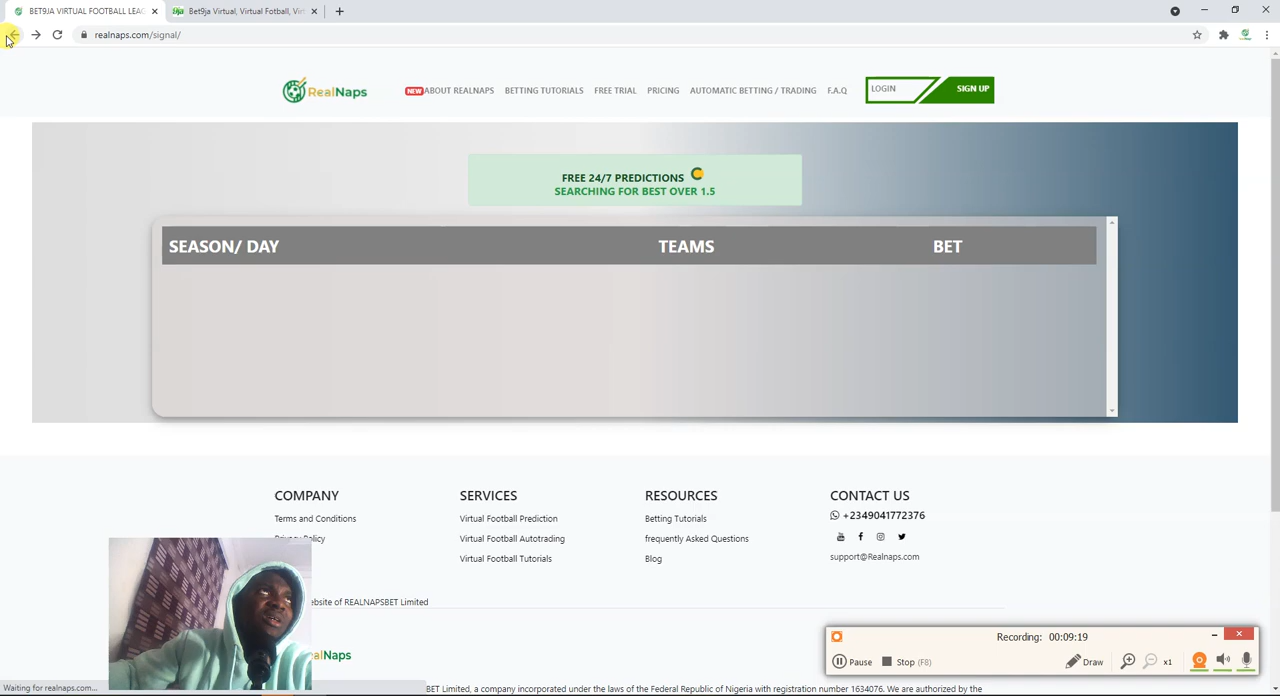 BET9JA VIRTUAL FOOTBALL LEAG
Bet9ja Virtual, Virtual Fotball, Virt
realnaps.com/signal/
RealNaps
NEW ABOUT REALNAPS
BETTING TUTORIALS
FREE TRIAL
PRICING
AUTOMATIC BETTING / TRADING
F.A.Q
LOGIN
SIGN UP
FREE 24/7 PREDICTIONS
SEARCHING FOR BEST OVER 1.5
SEASON/ DAY TEAMS BET
COMPANY
Terms and Conditions
Policy
SERVICES
Virtual Football Prediction
Virtual Football Autotrading
Virtual Football Tutorials
RESOURCES
Betting Tutorials
frequently Asked Questions
Blog
CONTACT US
+2349041772376
support@Realnaps.com
website of REALNAPSBET Limited
Recording: 00:09:19
Pause Stop (F8) Draw x1
BET Limited, a company incorporated under the laws of the Federal Republic of Nigeria with registration number 1634076. We are authorized by the
Waiting for realnaps.com...